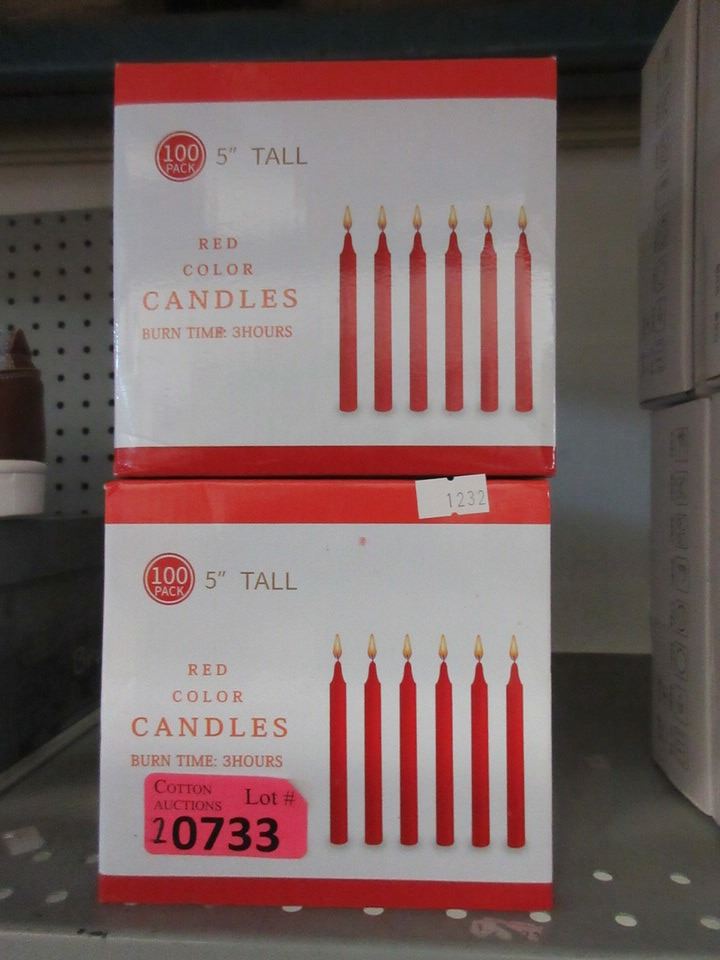 100
PACK
5" TALL
RED
COLOR
CANDLES
BURN TIME: 3HOURS
1232
100
PACK
5" TALL
RED
COLOR
CANDLES
BURN TIME: 3HOURS
COTTON
AUCTIONS Lot #
20733